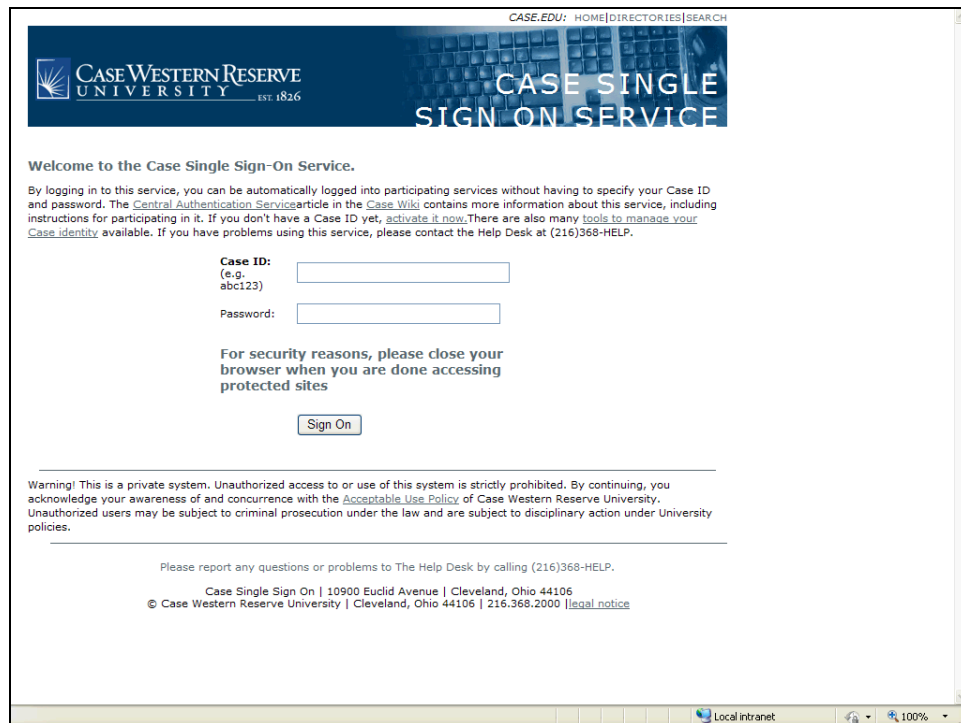 CASE.EDU: HOME|DIRECTORIES|SEARCH
CASE WESTERN RESERVE
UNIVERSITY EST. 1826
CASE SINGLE
SIGN ON SERVICE
Welcome to the Case Single Sign-On Service.
By logging in to this service, you can be automatically logged into participating services without having to specify your Case ID
and password. The Central Authentication Servicearticle in the Case Wiki contains more information about this service, including
instructions for participating in it. If you don't have a Case ID yet, activate it now.There are also many tools to manage your
Case identity available. If you have problems using this service, please contact the Help Desk at (216)368-HELP.
Case ID:
(e.g.
abc123)
Password:
For security reasons, please close your
browser when you are done accessing
protected sites
Sign On
Warning! This is a private system. Unauthorized access to or use of this system is strictly prohibited. By continuing, you
acknowledge your awareness of and concurrence with the Acceptable Use Policy of Case Western Reserve University.
Unauthorized users may be subject to criminal prosecution under the law and are subject to disciplinary action under University
policies.
Please report any questions or problems to The Help Desk by calling (216)368-HELP.
Case Single Sign On | 10900 Euclid Avenue | Cleveland, Ohio 44106
© Case Western Reserve University | Cleveland, Ohio 44106 | 216.368.2000 |legal notice
Local intranet 100%